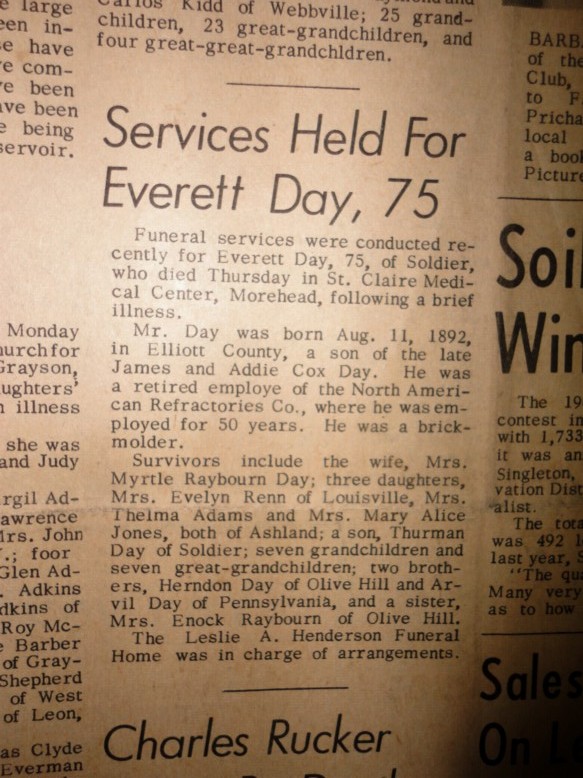 e large
een in-
se have
ve com-
ve been
ave been
e being
servoir.
Monday
hurch for
Grayson,
aughters'
n illness
she was
and Judy
rgil Ad-
awrence
Mrs. John
.; foor
Glen Ad-
. Adkins
dkins of
Roy Mc-
e Barber
of Gray-
Shepherd
of West
of Leon,
as Clyde
Everman
Carlos Kidd of Webbville; 25 grand-
children, 23 great-grandchildren, and
four great-great-grandchldren.
Services Held For
Everett Day, 75
Funeral services were conducted re-
cently for Everett Day, 75, of Soldier,
who died Thursday in St. Claire Medi-
cal Center, Morehead, following a brief
illness.
Mr. Day was born Aug. 11, 1892,
in Elliott County, a son of the late
James and Addie Cox Day. He was
a retired employe of the North Ameri-
can Refractories Co., where he was em-
ployed for 50 years. He was a brick-
molder.
Survivors include the wife, Mrs.
Myrtle Raybourn Day; three daughters,
Mrs. Evelyn Renn of Louisville, Mrs.
Thelma Adams and Mrs. Mary Alice
Jones, both of Ashland; a son, Thurman
Day of Soldier; seven grandchildren and
seven great-grandchildren; two broth-
ers, Herndon Day of Olive Hill and Ar-
vil Day of Pennsylvania, and a sister,
Mrs. Enock Raybourn of Olive Hill.
The Leslie A. Henderson Funeral
Home was in charge of arrangements.
Charles Rucker
BARB
of the
Club,
to F
Pricha
local
a book
Picture
Soil
Win
The 19
contest in
with 1,733
it was an
Singleton,
vation Dist
alist.
The tota
was 492 l
last year, S
"The qua
Many very
as to how
Sales
On L